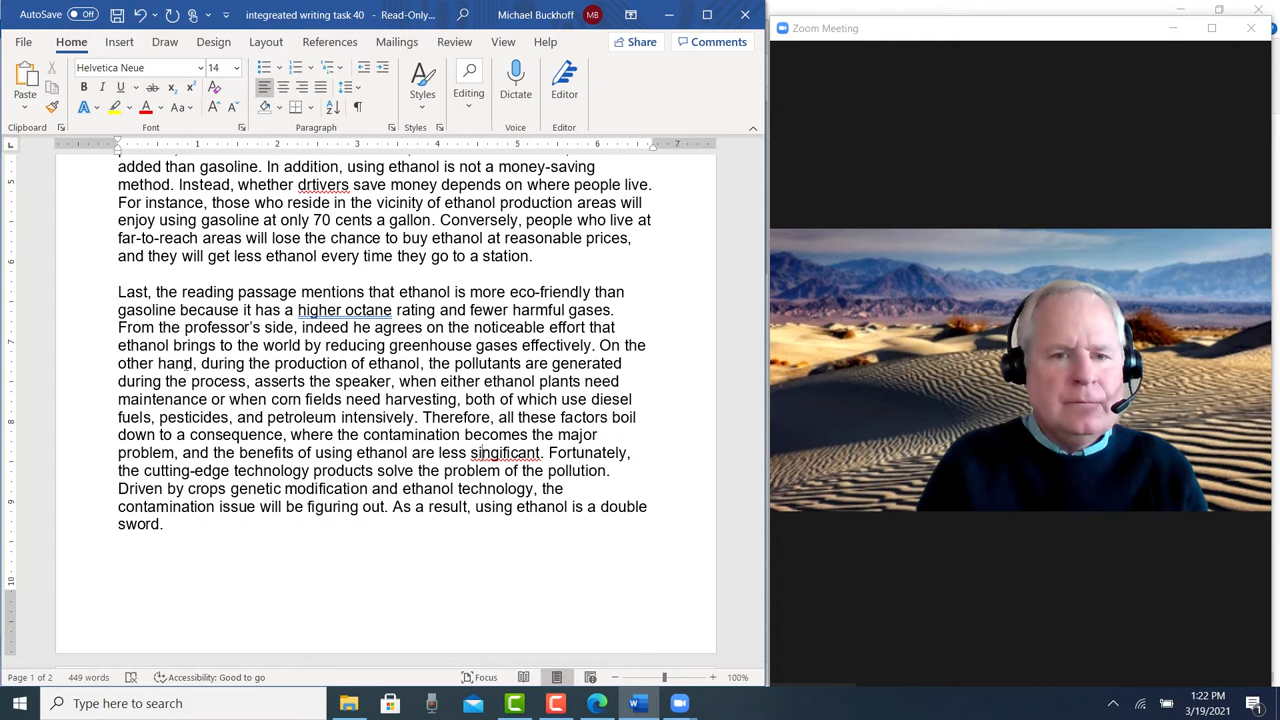 AutoSave Off
integrated writing task 40 - Read-Only...
Michael Buckhoff MB
Zoom Meeting
File Home Insert Draw Design Layout References Mailings Review View Help Share Comments
Helvetica Neue 14
Paste
B I U ab x₂ x²
A A Aa A A
Styles
Editing
Dictate
Editor
Clipboard Font Paragraph Styles Voice Editor
1 2 3 4 5 6 7
added than gasoline. In addition, using ethanol is not a money-saving
method. Instead, whether drtivers save money depends on where people live.
For instance, those who reside in the vicinity of ethanol production areas will
enjoy using gasoline at only 70 cents a gallon. Conversely, people who live at
far-to-reach areas will lose the chance to buy ethanol at reasonable prices,
and they will get less ethanol every time they go to a station.
Last, the reading passage mentions that ethanol is more eco-friendly than
gasoline because it has a higher octane rating and fewer harmful gases.
From the professor's side, indeed he agrees on the noticeable effort that
ethanol brings to the world by reducing greenhouse gases effectively. On the
other hand, during the production of ethanol, the pollutants are generated
during the process, asserts the speaker, when either ethanol plants need
maintenance or when corn fields need harvesting, both of which use diesel
fuels, pesticides, and petroleum intensively. Therefore, all these factors boil
down to a consequence, where the contamination becomes the major
problem, and the benefits of using ethanol are less singificant. Fortunately,
the cutting-edge technology products solve the problem of the pollution.
Driven by crops genetic modification and ethanol technology, the
contamination issue will be figuring out. As a result, using ethanol is a double
sword.
Page 1 of 2 449 words Accessibility: Good to go Focus 100%
Type here to search
1:22 PM
3/19/2021